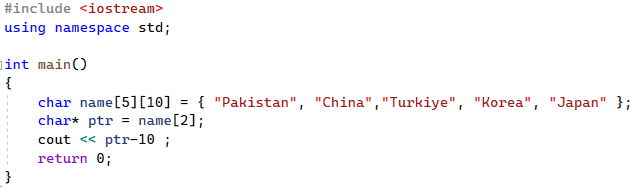 #include <iostream>
using namespace std;
int main()
{
char name[5][10] = { "Pakistan", "China","Turkiye", "Korea", "Japan" };
char* ptr = name[2];
cout << ptr-10 ;
return 0;
}